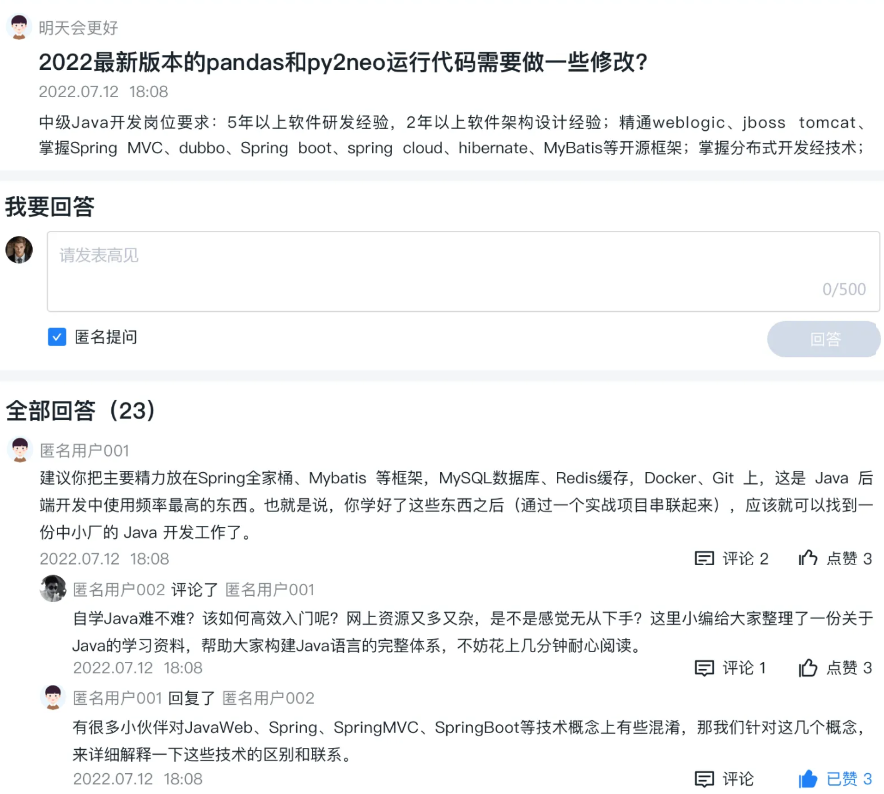 明天会更好
2022最新版本的pandas和py2neo运行代码需要做一些修改?
2022.07.12 18:08
中级Java开发岗位要求：5年以上软件研发经验，2年以上软件架构设计经验；精通weblogic、jboss tomcat、
掌握Spring MVC、dubbo、Spring boot、spring cloud、hibernate、MyBatis等开源框架；掌握分布式开发经技术；
我要回答
请发表高见
0/500
匿名提问
回答
全部回答（23）
匿名用户001
建议你把主要精力放在Spring全家桶、Mybatis 等框架，MySQL数据库、Redis缓存，Docker、Git 上，这是 Java 后
端开发中使用频率最高的东西。也就是说，你学好了这些东西之后（通过一个实战项目串联起来），应该就可以找到一
份中小厂的 Java 开发工作了。
2022.07.12 18:08 评论 2 点赞 3
匿名用户002 评论了 匿名用户001
自学Java难不难？该如何高效入门呢？网上资源又多又杂，是不是感觉无从下手？这里小编给大家整理了一份关于
Java的学习资料，帮助大家构建Java语言的完整体系，不妨花上几分钟耐心阅读。
2022.07.12 18:08 评论 1 点赞 3
匿名用户001 回复了 匿名用户002
有很多小伙伴对JavaWeb、Spring、SpringMVC、SpringBoot等技术概念上有些混淆，那我们针对这几个概念，
来详细解释一下这些技术的区别和联系。
2022.07.12 18:08 评论 已赞 3